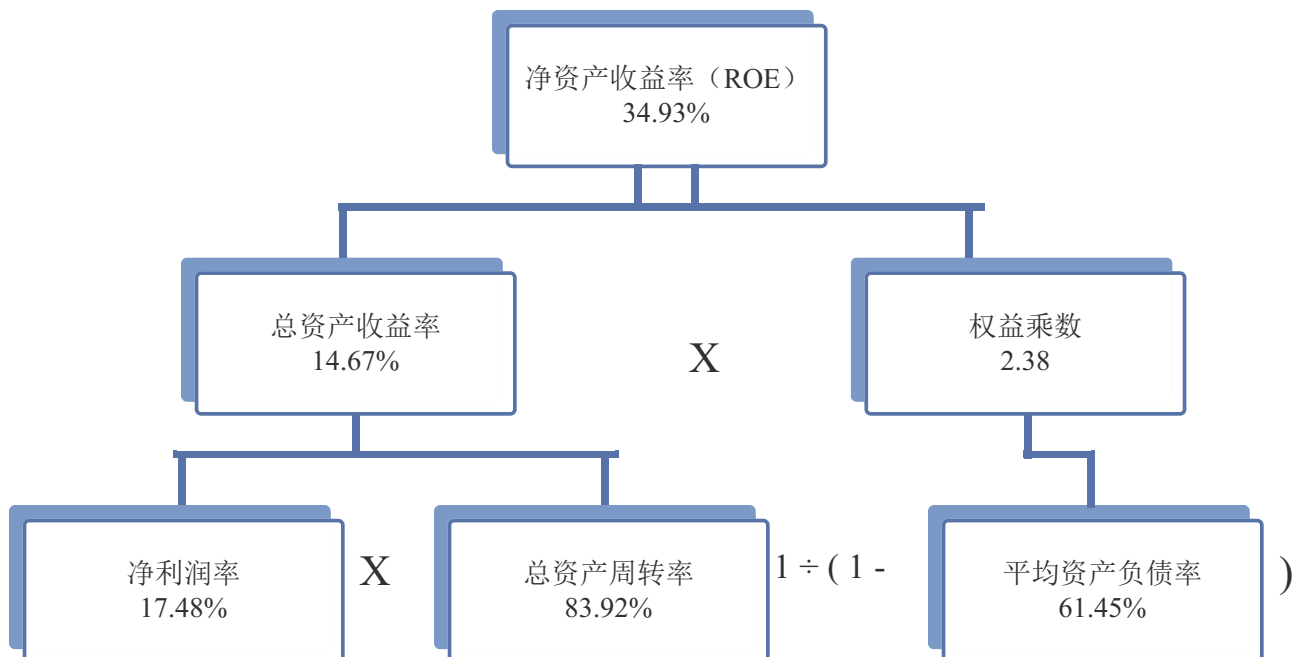 净资产收益率（ROE）
34.93%
总资产收益率
14.67%
X
权益乘数
2.38
净利润率
17.48%
X
总资产周转率
83.92%
1 ÷ ( 1 -
平均资产负债率
61.45%
)